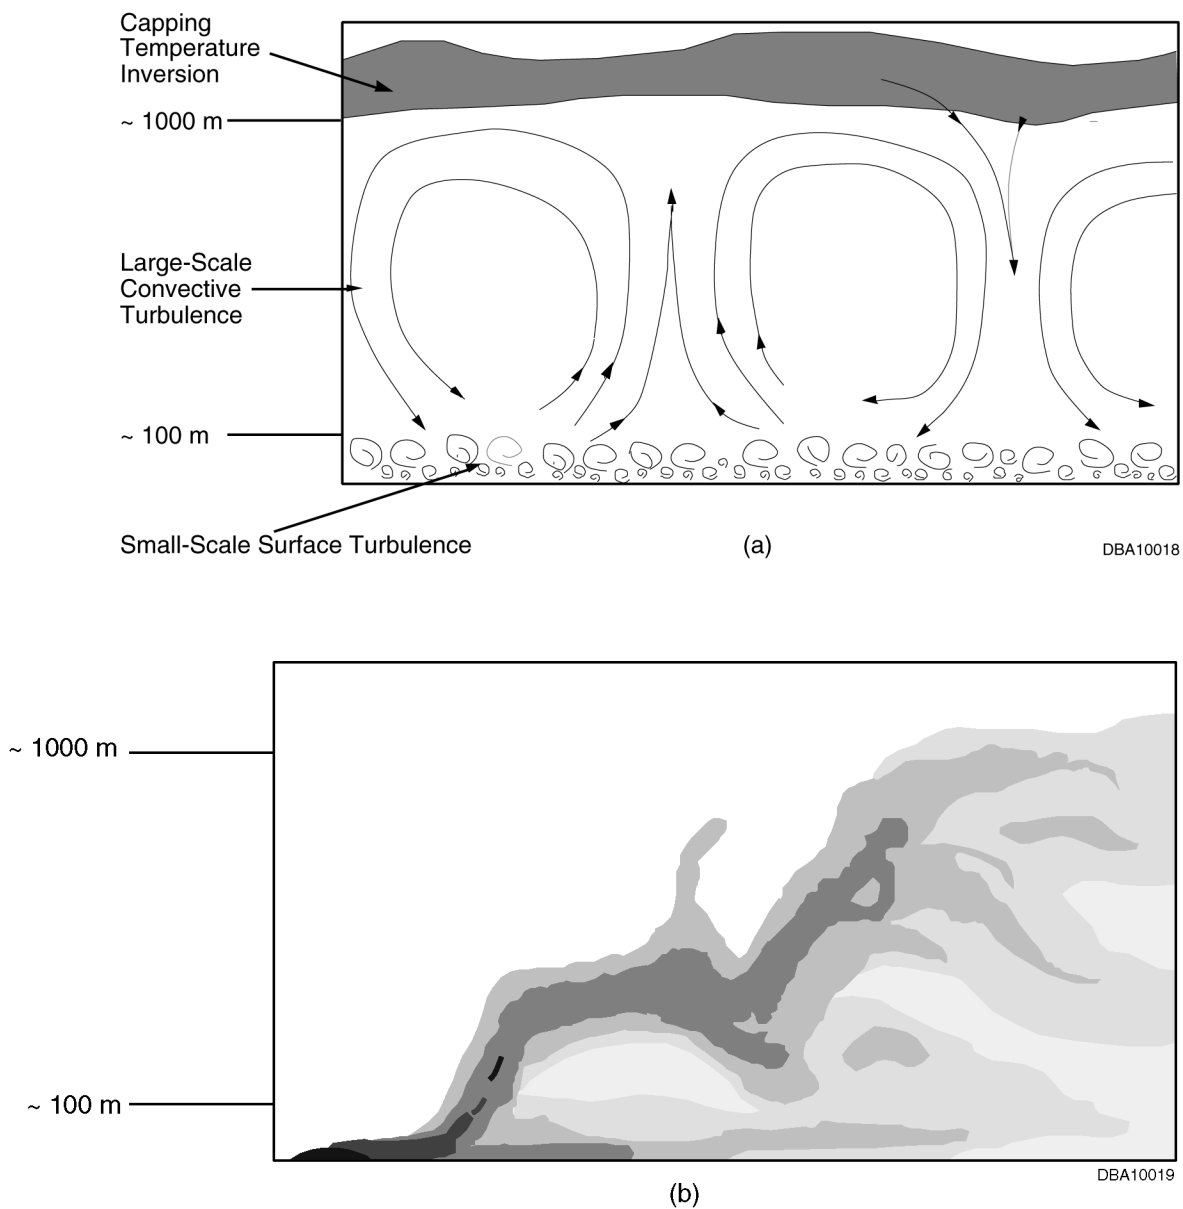 Capping
Temperature
Inversion
~ 1000 m
Large-Scale
Convective
Turbulence
~ 100 m
Small-Scale Surface Turbulence
(a)
DBA10018
~ 1000 m
~ 100 m
DBA10019
(b)